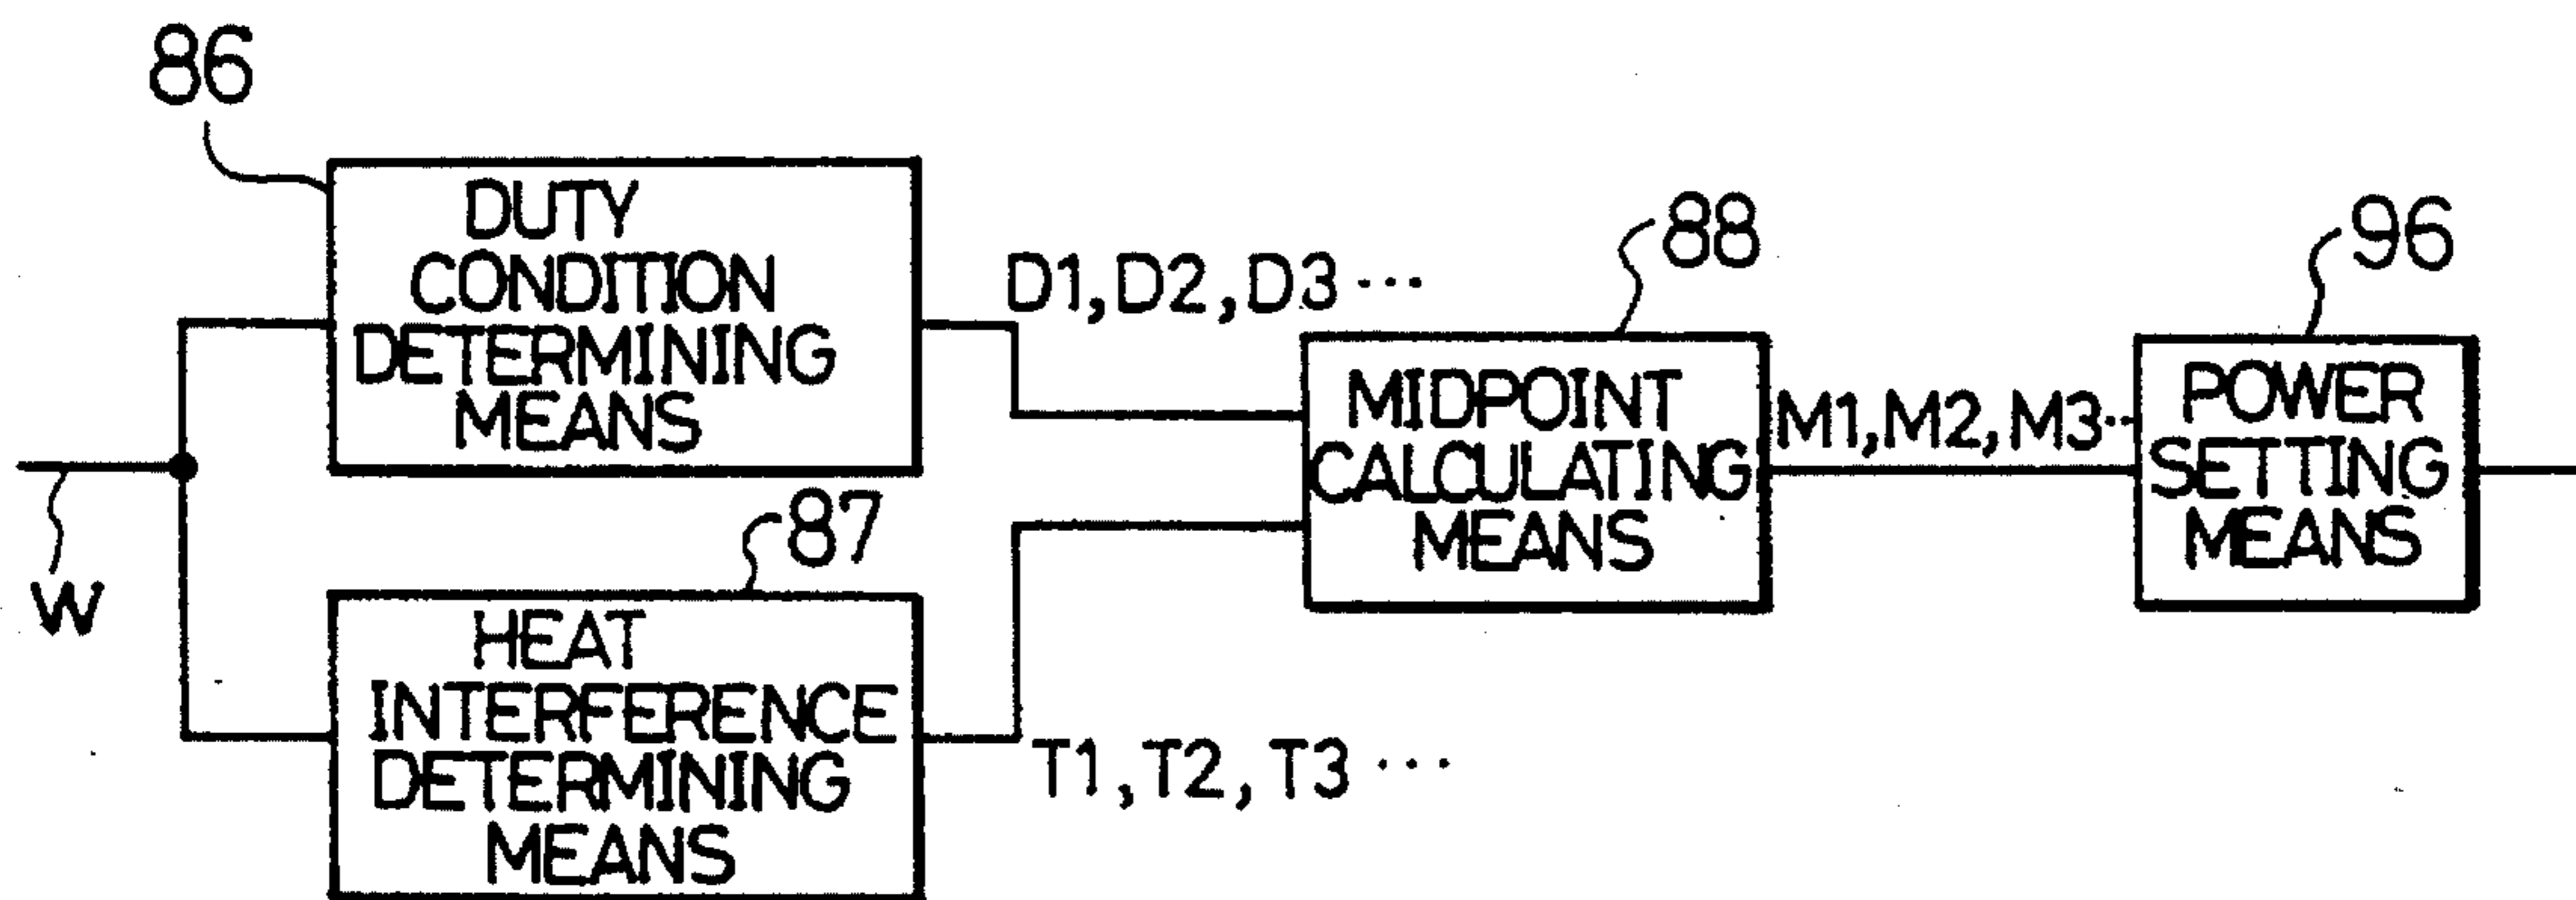 86
DUTY
CONDITION
DETERMINING
MEANS
D1,D2,D3...
88
MIDPOINT
CALCULATING
MEANS
M1,M2,M3..
96
POWER
SETTING
MEANS
W
87
HEAT
INTERFERENCE
DETERMINING
MEANS
T1,T2,T3...